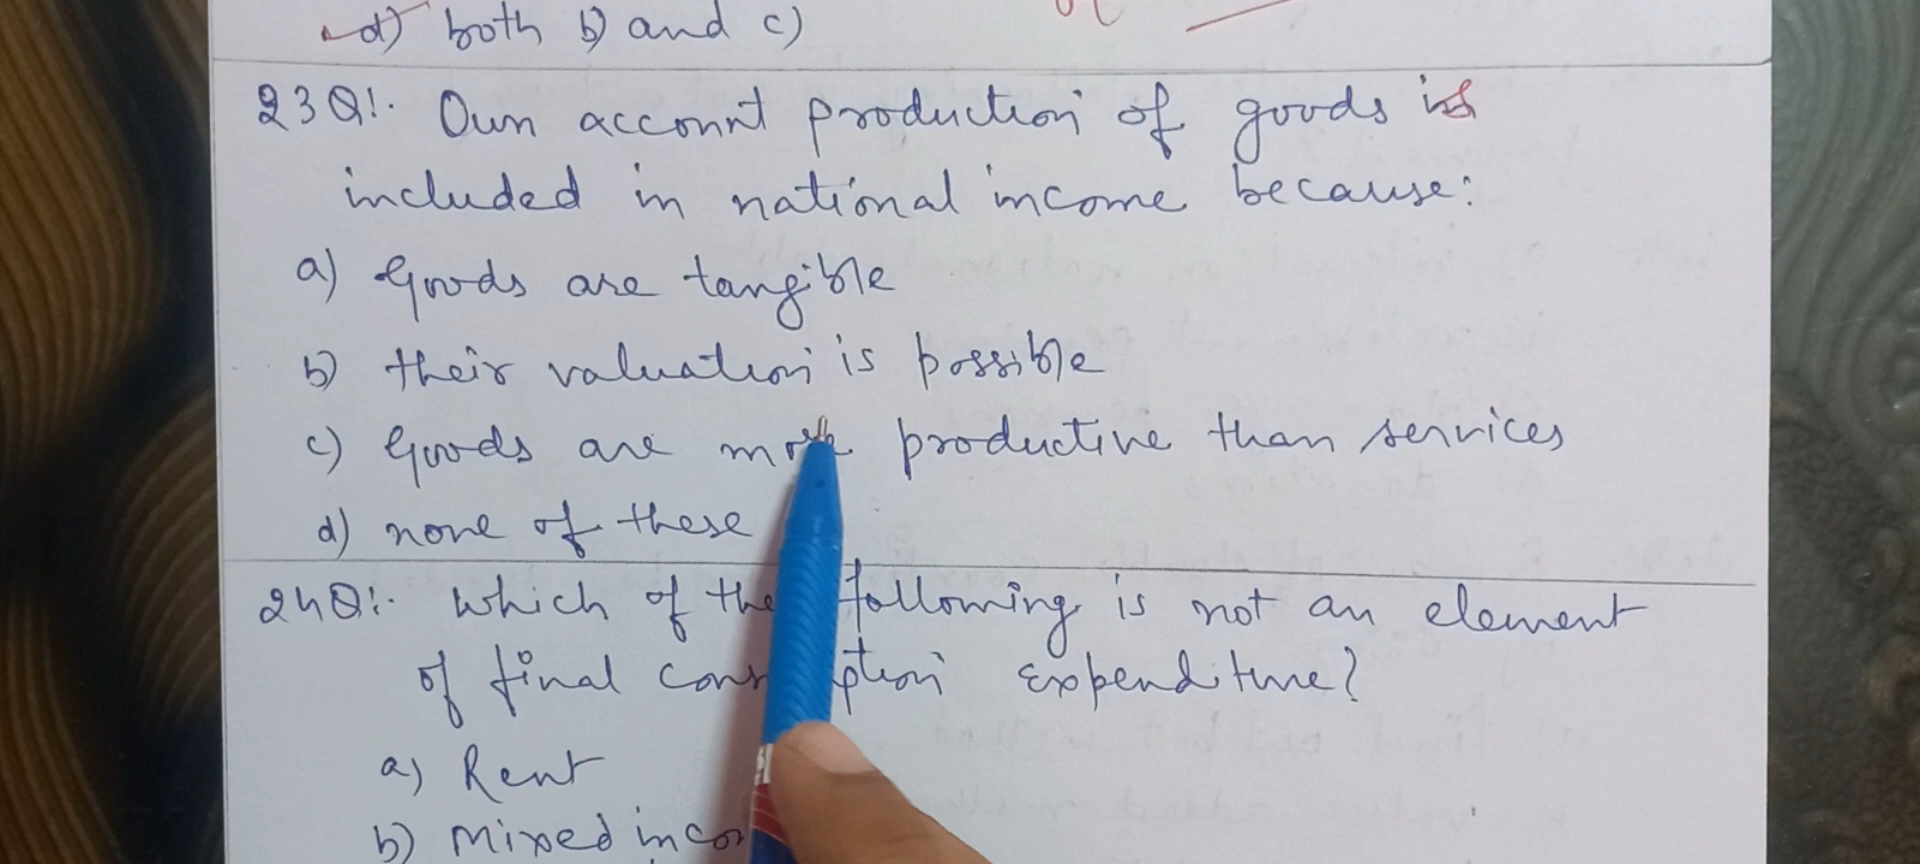 d) both b) and c)
23Q!. Own account production of goods is
included in national income because:
a) Goods are tangible
b) their valuation is possible
c) Goods are more productive than services
d) none of these
24Q!. Which of the following is not an element
of final expenditure?
a) Rent
b) Mixed